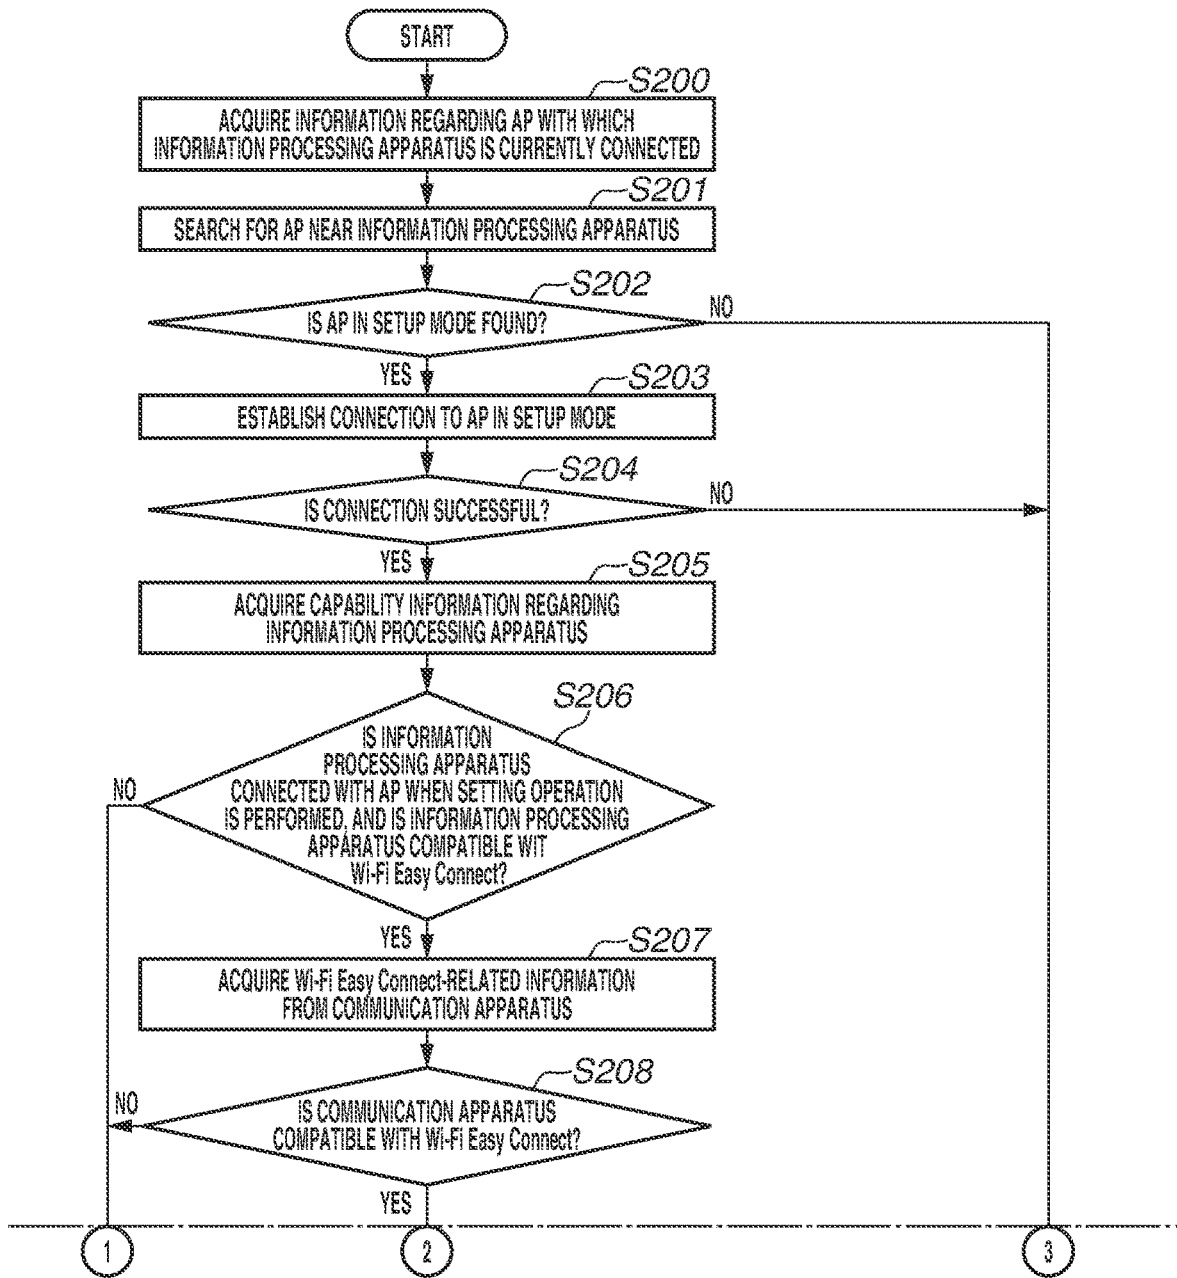 START
S200
ACQUIRE INFORMATION REGARDING AP WITH WHICH
INFORMATION PROCESSING APPARATUS IS CURRENTLY CONNECTED
S201
SEARCH FOR AP NEAR INFORMATION PROCESSING APPARATUS
S202
IS AP IN SETUP MODE FOUND?
NO
YES
S203
ESTABLISH CONNECTION TO AP IN SETUP MODE
S204
IS CONNECTION SUCCESSFUL?
NO
YES
S205
ACQUIRE CAPABILITY INFORMATION REGARDING
INFORMATION PROCESSING APPARATUS
S206
IS INFORMATION
PROCESSING APPARATUS
CONNECTED WITH AP WHEN SETTING OPERATION
IS PERFORMED, AND IS INFORMATION PROCESSING
APPARATUS COMPATIBLE WIT
Wi-Fi Easy Connect?
NO
YES
S207
ACQUIRE Wi-Fi Easy Connect-RELATED INFORMATION
FROM COMMUNICATION APPARATUS
S208
IS COMMUNICATION APPARATUS
COMPATIBLE WITH Wi-Fi Easy Connect?
NO
YES
1
2
3